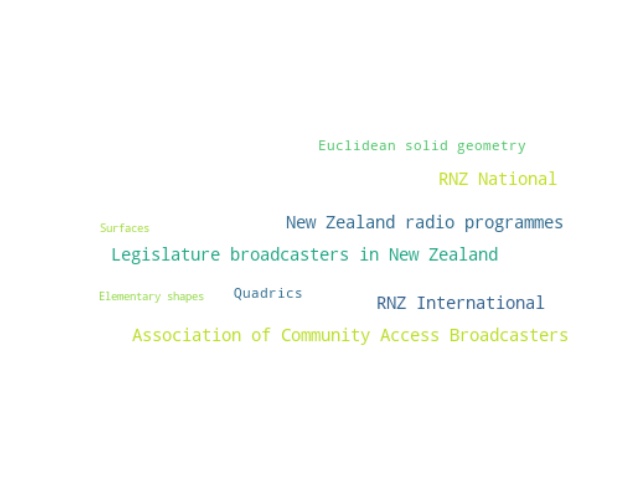 Euclidean solid geometry
RNZ National
New Zealand radio programmes
Surfaces
Legislature broadcasters in New Zealand
Quadrics
Elementary shapes
RNZ International
Association of Community Access Broadcasters